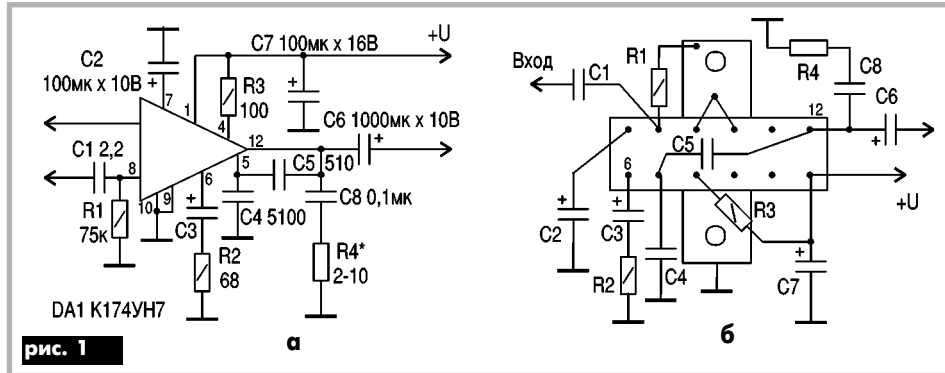 C2
100мк x 10В
7
C7 100мк x 16В
+U
+
1
R3
100
4
12
C6 1000мк x 10В
+
C1 2,2
8
5
C5
510
6
10
9
R1
75к
+
C3
C4 5100
C8 0,1мк
R2
68
R4*
2-10
DA1 К174УН7
а
рис. 1
Вход
C1
R1
R4
C8
C6
12
+
C5
6
+U
+
C2
+
C3
R3
R2
C4
+
C7
б